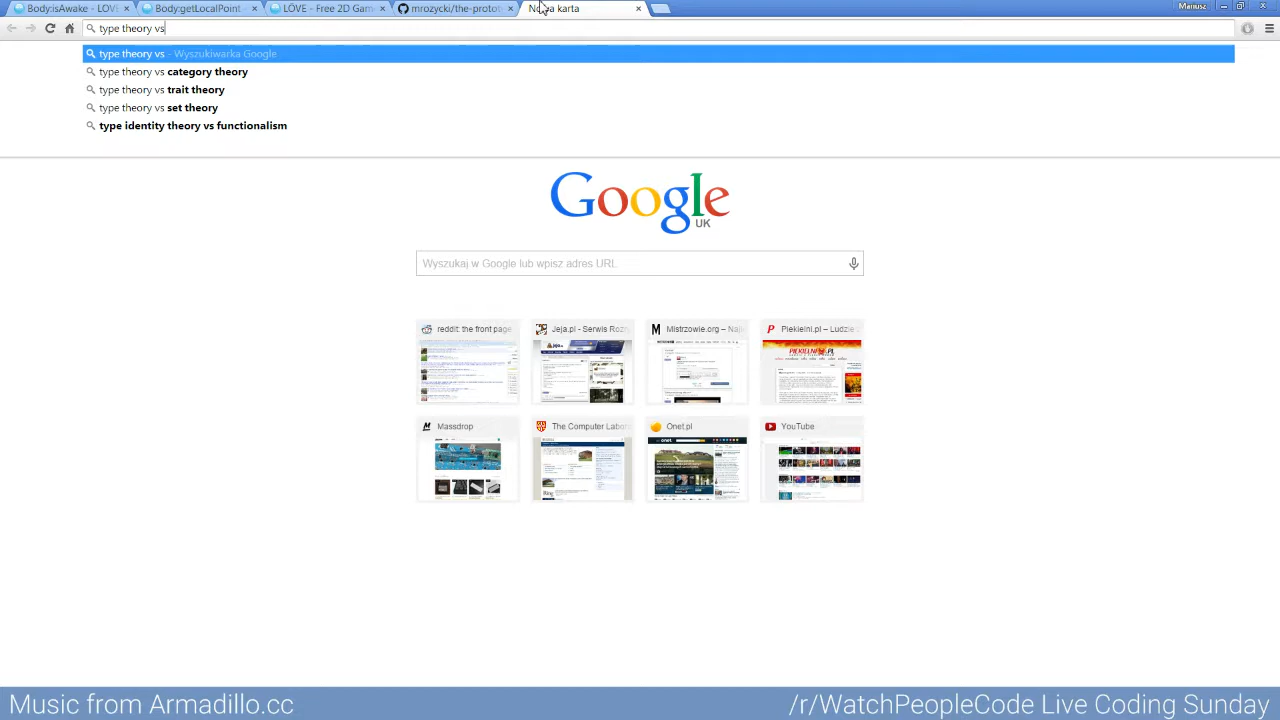 Body:isAwake - LÖVE
Body:getLocalPoint
LÖVE - Free 2D Gam
mrozycki/the-protot
Nowa karta
Mariusz
type theory vs
type theory vs - Wyszukiwarka Google
type theory vs category theory
type theory vs trait theory
type theory vs set theory
type identity theory vs functionalism
Google
UK
Wyszukaj w Google lub wpisz adres URL
reddit: the front page
Jeja.pl - Serwis Roz
Mistrzowie.org – Naj
Piekielni.pl – Ludzie
Massdrop
The Computer Labo
Onet.pl
YouTube
Music from Armadillo.cc
/r/WatchPeopleCode Live Coding Sunday